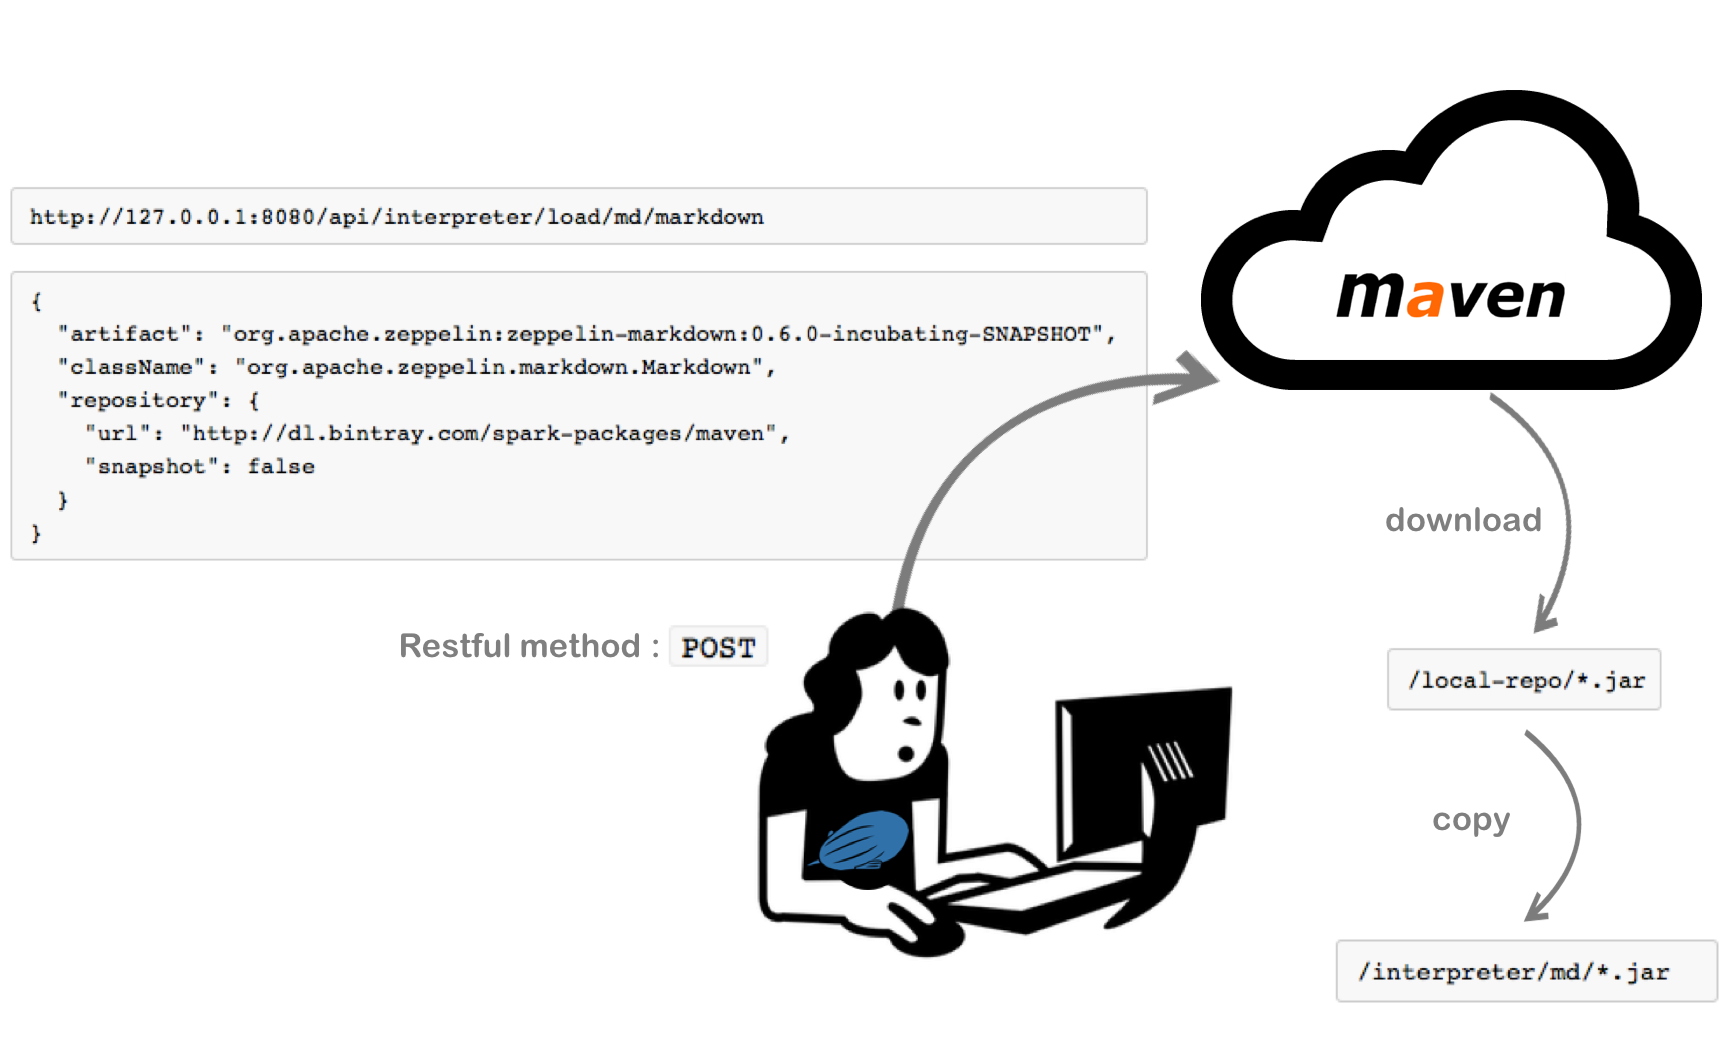 http://127.0.0.1:8080/api/interpreter/load/md/markdown
{
  "artifact": "org.apache.zeppelin:zeppelin-markdown:0.6.0-incubating-SNAPSHOT",
  "className": "org.apache.zeppelin.markdown.Markdown",
  "repository": {
    "url": "http://dl.bintray.com/spark-packages/maven",
    "snapshot": false
  }
}
Restful method : POST
maven
download
/local-repo/*.jar
copy
/interpreter/md/*.jar